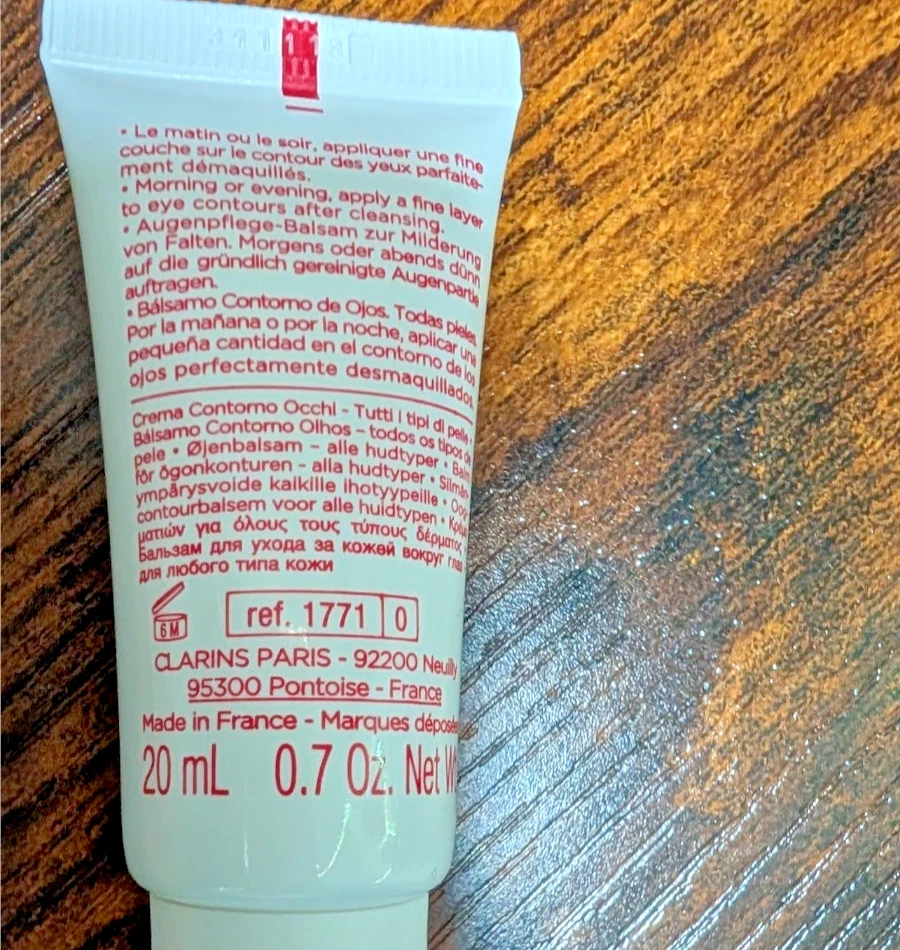 • Le matin ou le soir, appliquer une fine
couche sur le contour des yeux parfaite-
ment démaquillés.
• Morning or evening, apply a fine layer
to eye contours after cleansing.
• Augenpflege-Balsam zur Milderung
von Falten. Morgens oder abends dünn
auf die gründlich gereinigte Augenpartie
auftragen.
• Bálsamo Contorno de Ojos. Todas pieles.
Por la mañana o por la noche, aplicar una
pequeña cantidad en el contorno de los
ojos perfectamente desmaquillados.
Crema Contorno Occhi - Tutti i tipi di pelle •
Bálsamo Contorno Olhos - todos os tipos de
pele • Øjenbalsam - alle hudtyper • Balm
för ögonkonturen - alla hudtyper • Silmän-
ympärysvoide kaikille ihotyypeille • Oog-
contourbalsem voor alle huidtypen •
ματιών για όλους τους τύπους δέρματος
Бальзам для ухода за кожей вокруг глаз
для любого типа кожи
6 M
ref. 1771 0
CLARINS PARIS - 92200 Neuilly
95300 Pontoise - France
Made in France - Marques déposées
20 mL 0.7 Oz. Net